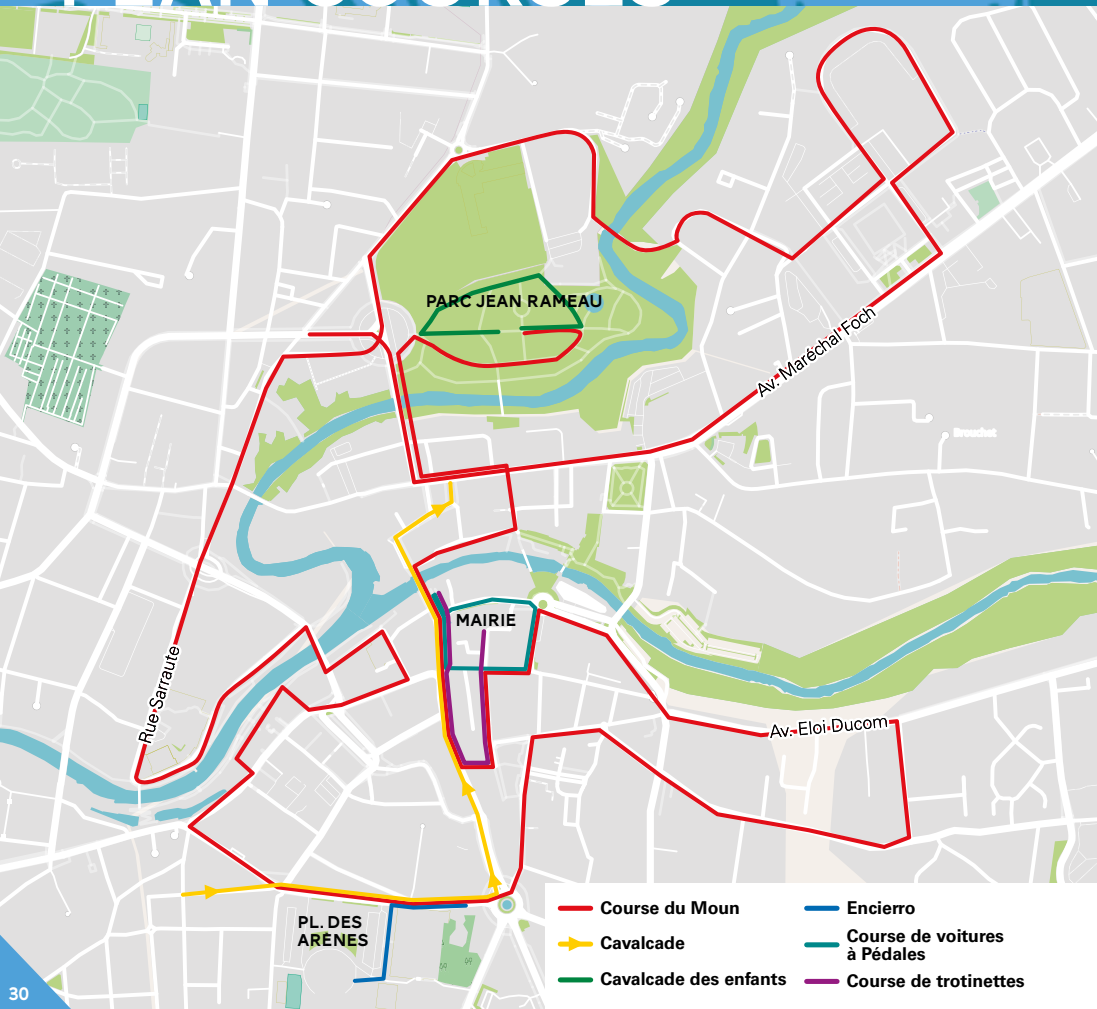 PARC JEAN RAMEAU
Av. Maréchal Foch
Brouchet
MAIRIE
Rue Sarraute
Av. Eloi Ducom
PL. DES
ARÈNES
Course du Moun
Cavalcade
Cavalcade des enfants
Encierro
Course de voitures
à Pédales
Course de trotinettes
30